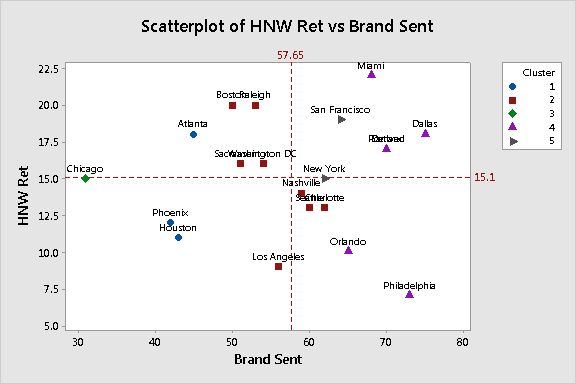 Scatterplot of HNW Ret vs Brand Sent
57.65
Miami
22.5
Cluster
1
2
3
4
5
Boston
Raleigh
20.0
San Francisco
Atlanta
Dallas
17.5
Washington DC
Chicago
New York
15.0
15.1
HNW Ret
Nashville
Charlotte
Phoenix
12.5
Houston
Orlando
10.0
Los Angeles
Philadelphia
7.5
5.0
30
40
50
60
70
80
Brand Sent